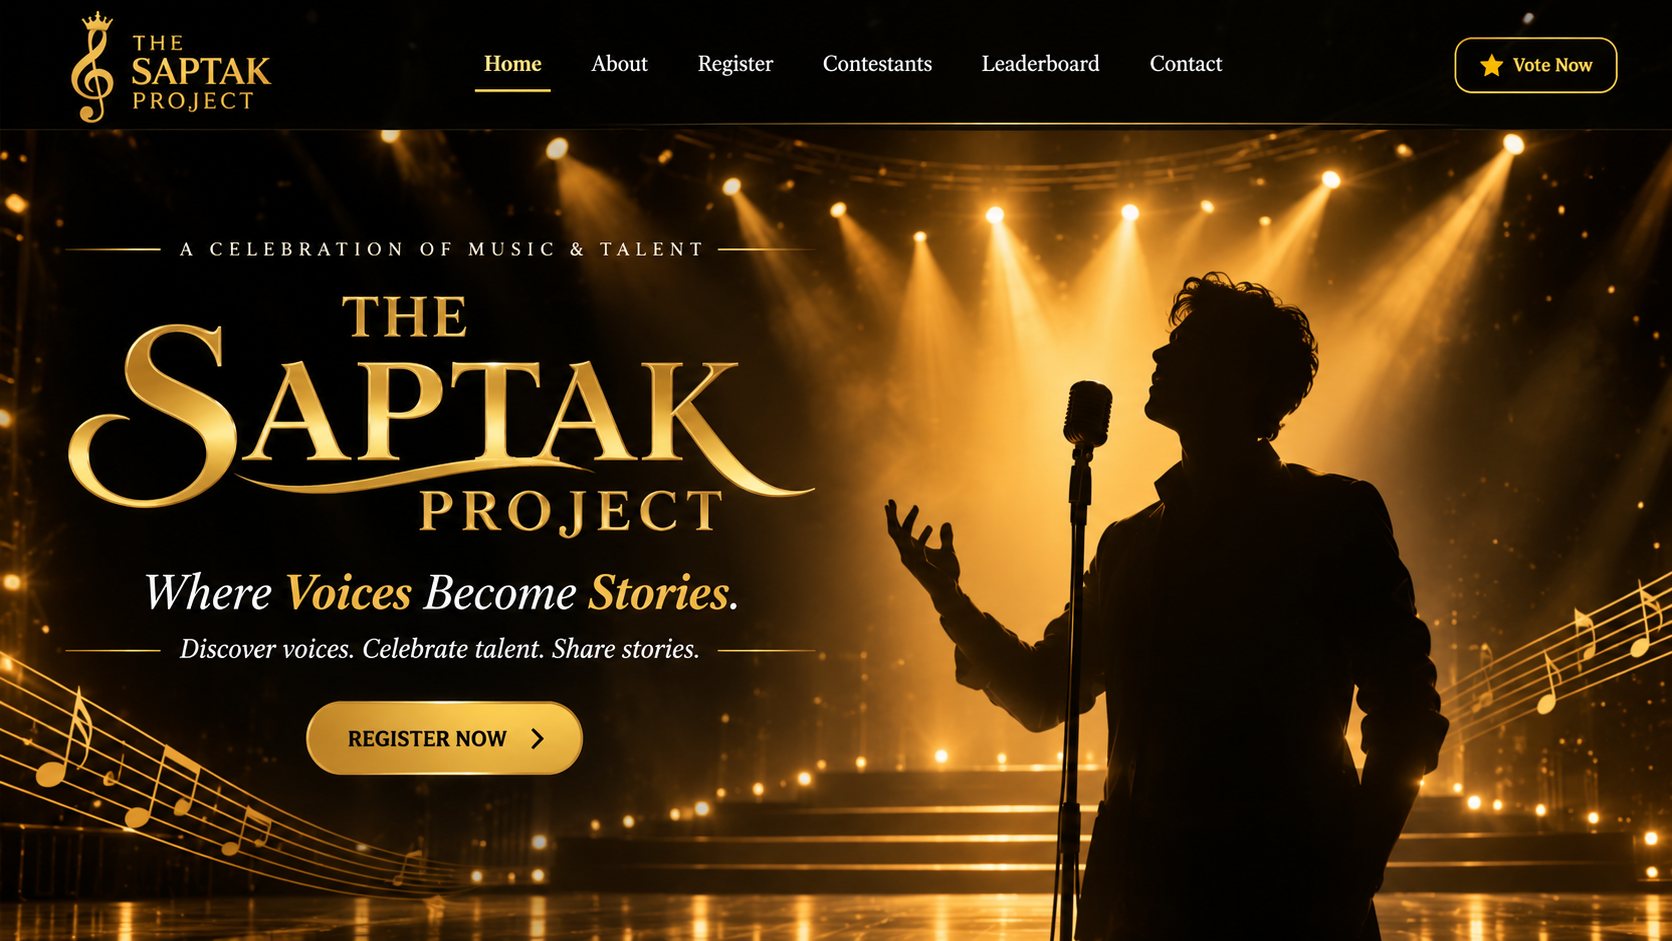 THE
SAPTAK
PROJECT
Home About Register Contestants Leaderboard Contact
Vote Now
A CELEBRATION OF MUSIC & TALENT
THE
SAPTAK
PROJECT
Where Voices Become Stories.
Discover voices. Celebrate talent. Share stories.
REGISTER NOW